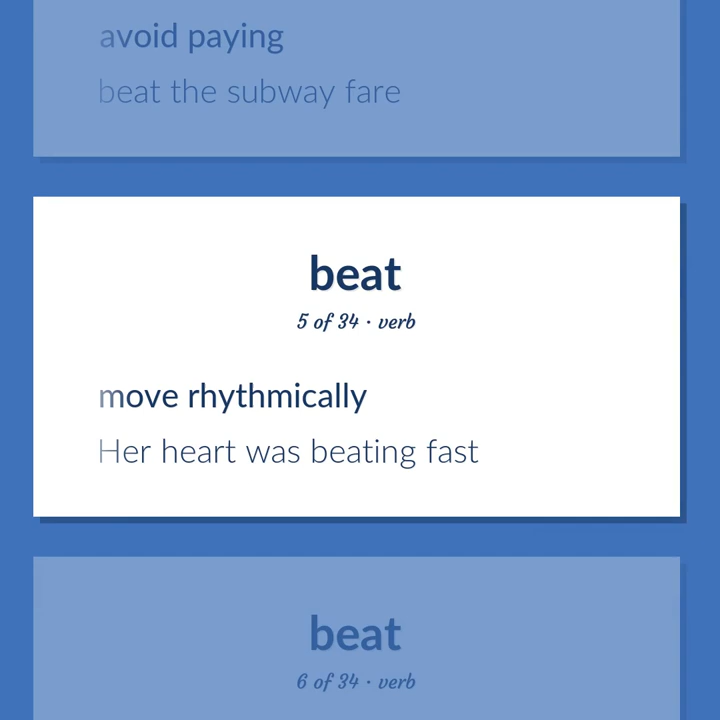 avoid paying
beat the subway fare
beat
5 of 34 · verb
move rhythmically
Her heart was beating fast
beat
6 of 34 · verb